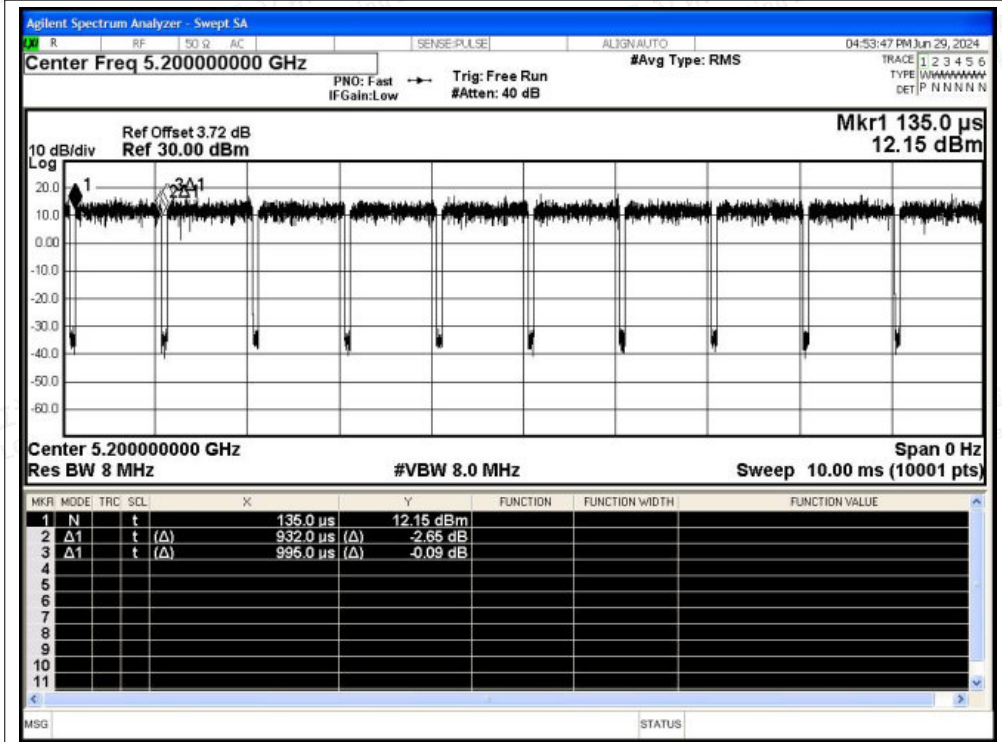 Agilent Spectrum Analyzer - Swept SA
LXI R RF 50 Ω AC SENSE:PULSE ALIGNAUTO 04:53:47 PM Jun 29, 2024
Center Freq 5.200000000 GHz #Avg Type: RMS TRACE 1 2 3 4 5 6
PNO: Fast Trig: Free Run TYPE
IFGain:Low #Atten: 40 dB DET P N N N N N
Mkr1 135.0 µs
Ref Offset 3.72 dB
10 dB/div Ref 30.00 dBm 12.15 dBm
Log
1 3Δ1
20.0 2Δ1
10.0
0.00
-10.0
-20.0
-30.0
-40.0
-50.0
-60.0
Center 5.200000000 GHz Span 0 Hz
Res BW 8 MHz #VBW 8.0 MHz Sweep 10.00 ms (10001 pts)
MKR MODE TRC SCL X Y FUNCTION FUNCTION WIDTH FUNCTION VALUE
1 N t 135.0 µs 12.15 dBm
2 Δ1 t (Δ) 932.0 µs (Δ) -2.65 dB
3 Δ1 t (Δ) 995.0 µs (Δ) -0.09 dB
4
5
6
7
8
9
10
11
MSG STATUS